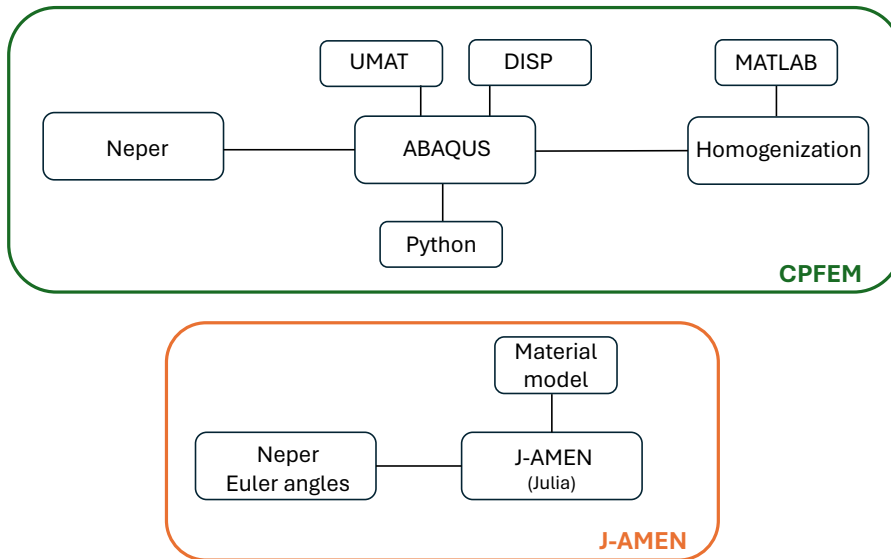 UMAT
DISP
MATLAB
Neper
ABAQUS
Homogenization
Python
CPFEM
Material
model
Neper
Euler angles
J-AMEN
(Julia)
J-AMEN